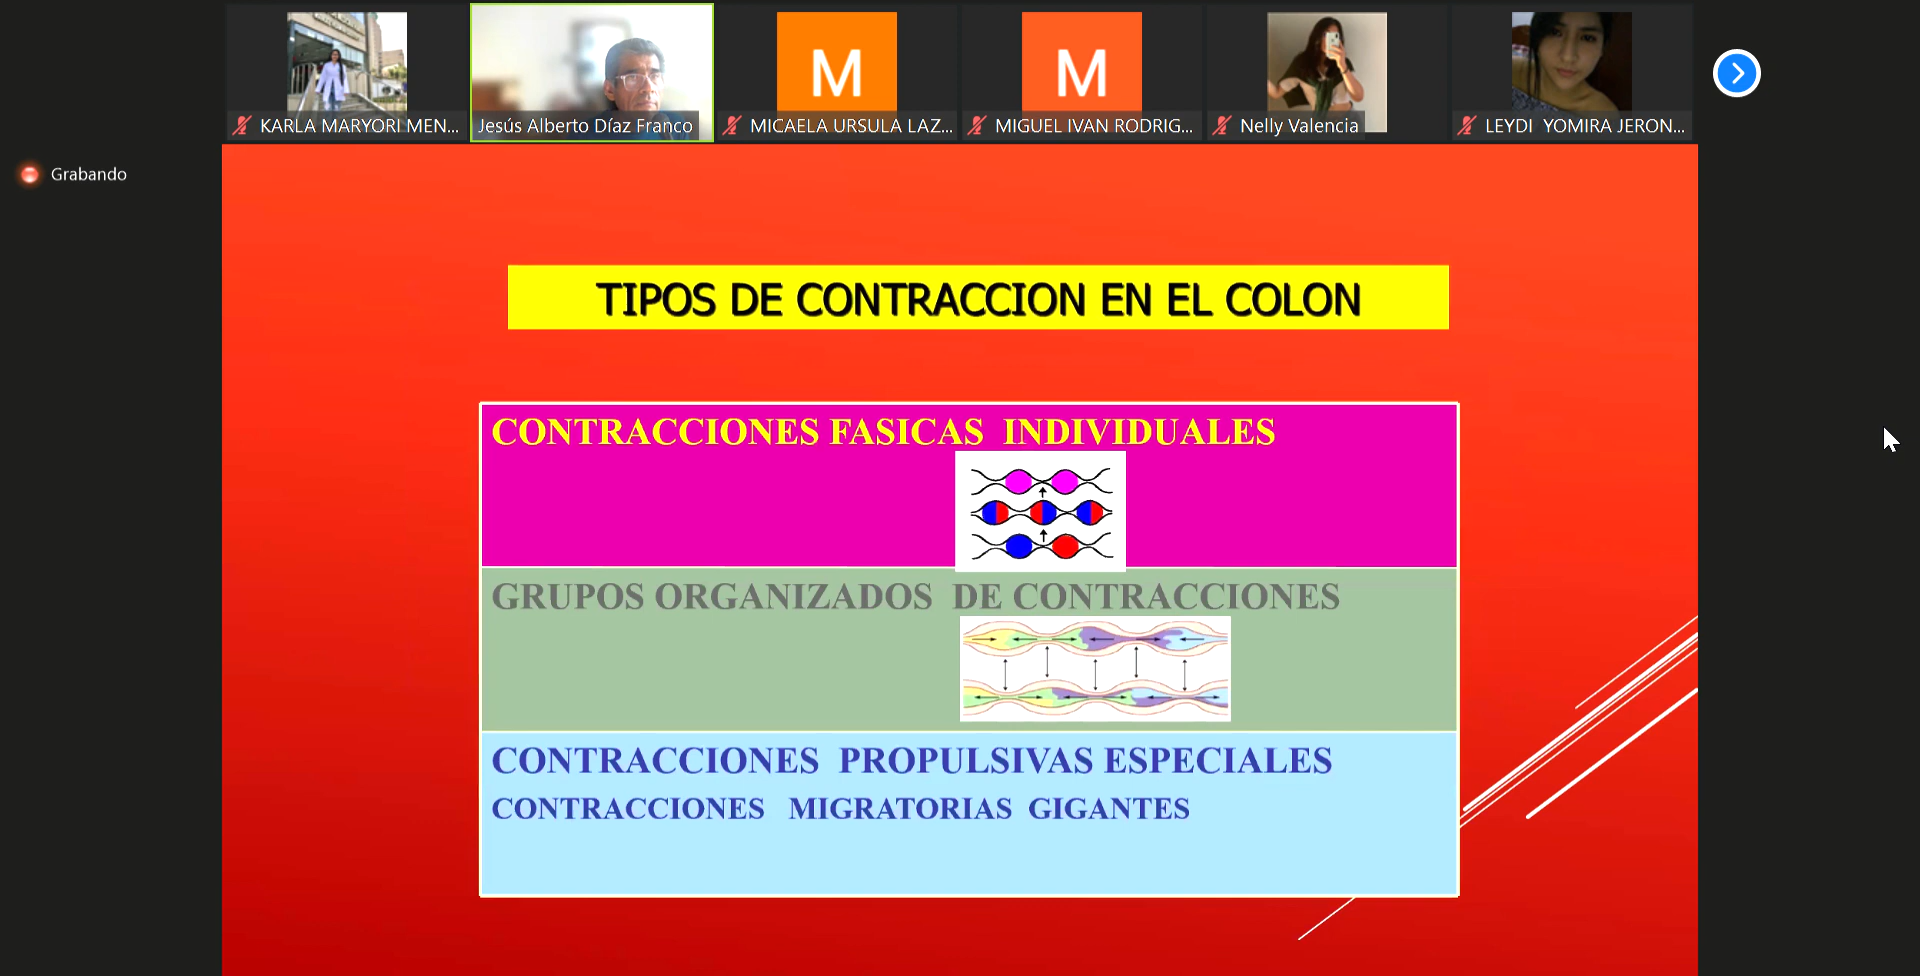 KARLA MARYORI MEN...
Jesús Alberto Díaz Franco
M
MICAELA URSULA LAZ...
M
MIGUEL IVAN RODRIG...
Nelly Valencia
LEYDI YOMIRA JERON...
Grabando
TIPOS DE CONTRACCION EN EL COLON
CONTRACCIONES FASICAS INDIVIDUALES
GRUPOS ORGANIZADOS DE CONTRACCIONES
CONTRACCIONES PROPULSIVAS ESPECIALES
CONTRACCIONES MIGRATORIAS GIGANTES